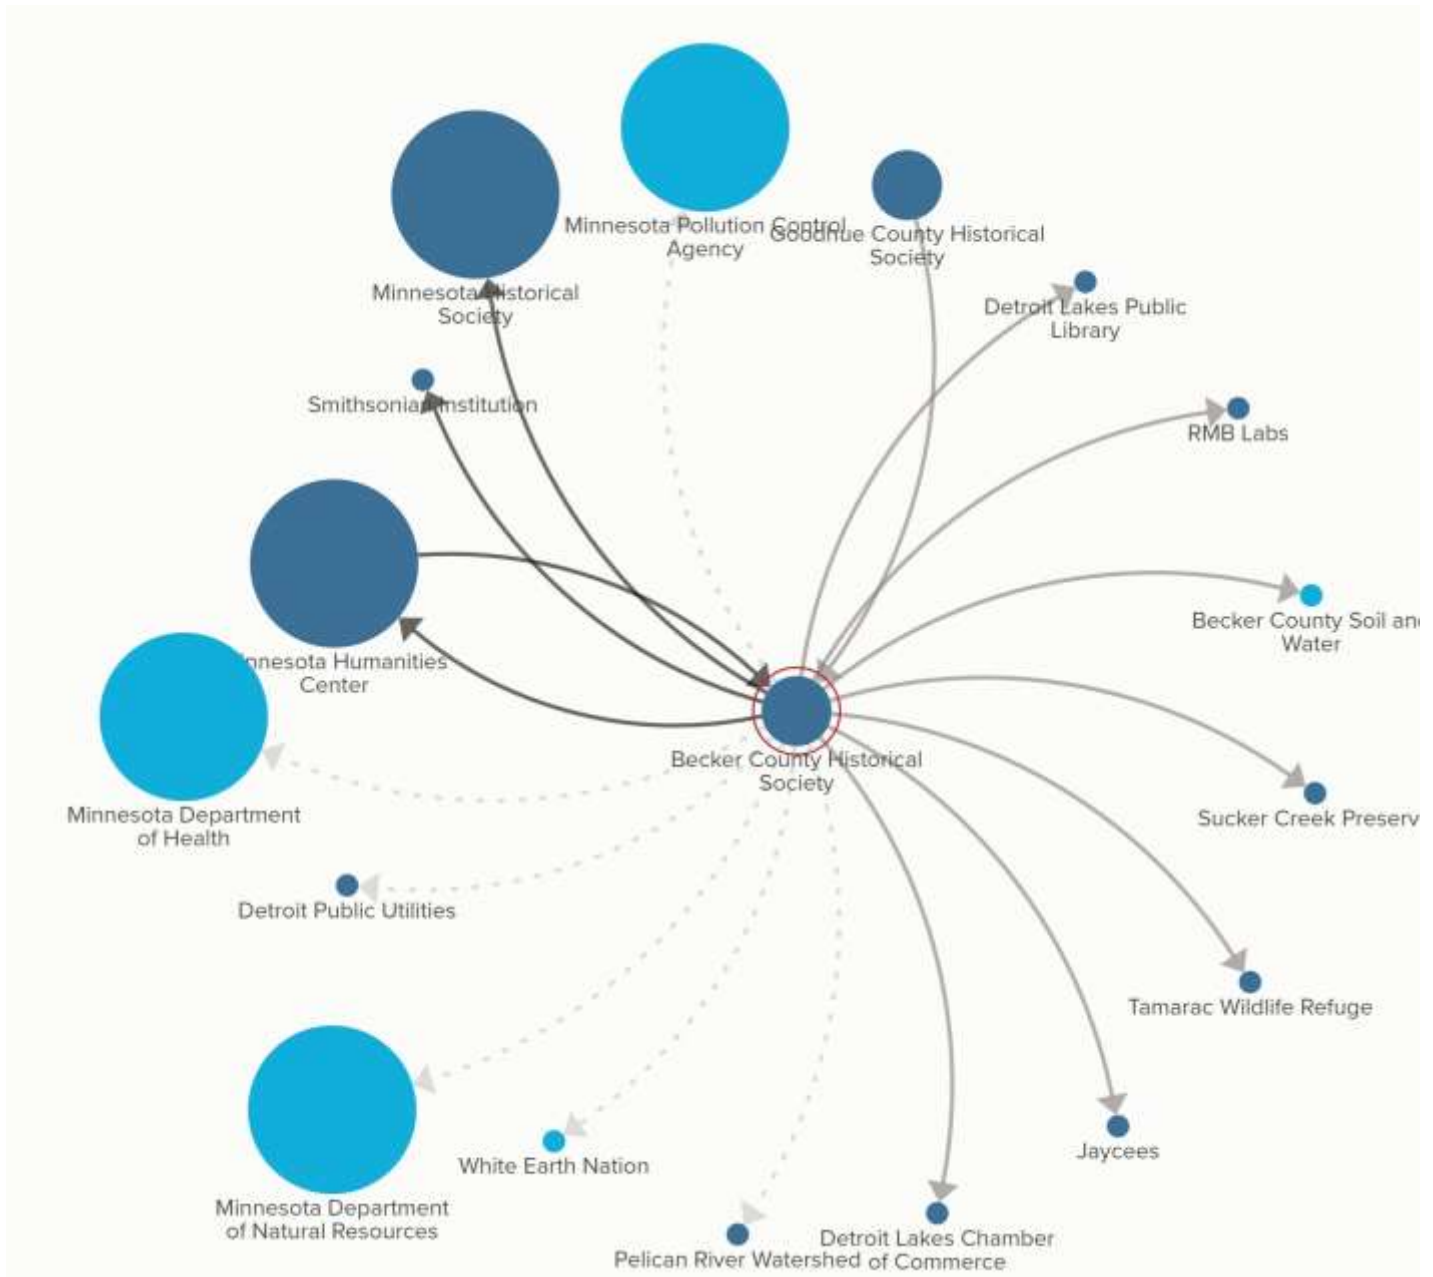 Minnesota Pollution Control
Agency
Goodhue County Historical
Society
Minnesota Historical
Society
Detroit Lakes Public
Library
Smithsonian Institution
RMB Labs
Becker County Soil an
Water
Minnesota Humanities
Center
Becker County Historical
Society
Minnesota Department
of Health
Sucker Creek Preserv
Detroit Public Utilities
Tamarac Wildlife Refuge
Jaycees
White Earth Nation
Minnesota Department
of Natural Resources
Detroit Lakes Chamber
of Commerce
Pelican River Watershed